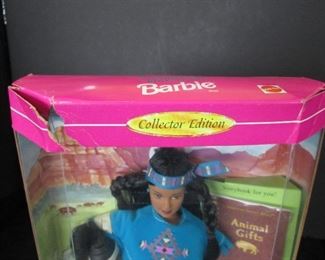 Barbie
Collector Edition
Storybook for you!
Animal
Gifts